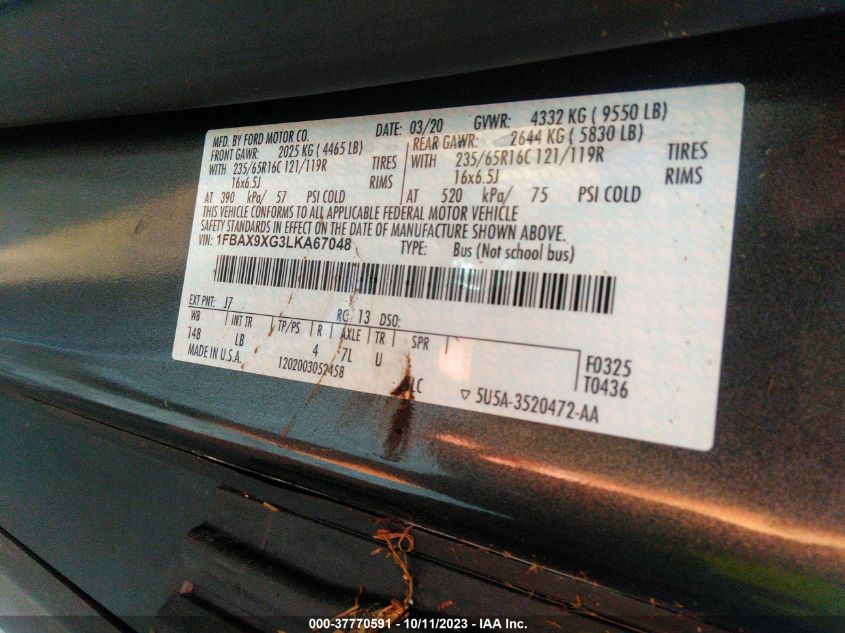 MFD. BY FORD MOTOR CO. DATE: 03/20 GVWR: 4332 KG ( 9550 LB)
FRONT GAWR: 2025 KG ( 4465 LB) REAR GAWR: 2644 KG ( 5830 LB)
WITH 235/65R16C 121/119R TIRES WITH 235/65R16C 121/119R TIRES
16x6.5J RIMS 16x6.5J RIMS
AT 390 kPa/ 57 PSI COLD AT 520 kPa/ 75 PSI COLD
THIS VEHICLE CONFORMS TO ALL APPLICABLE FEDERAL MOTOR VEHICLE
SAFETY STANDARDS IN EFFECT ON THE DATE OF MANUFACTURE SHOWN ABOVE.
VIN: 1FBAX9XG3LKA67048 TYPE: Bus (Not school bus)
EXT PNT: J7 RC: 13 DSO:
WB INT TR TP/PS R AXLE TR SPR
148 LB 4 7L U F0325
MADE IN U.S.A. 1202003052458 T0436
▽ 5U5A-3520472-AA
000-37770591 - 10/11/2023 - IAA Inc.